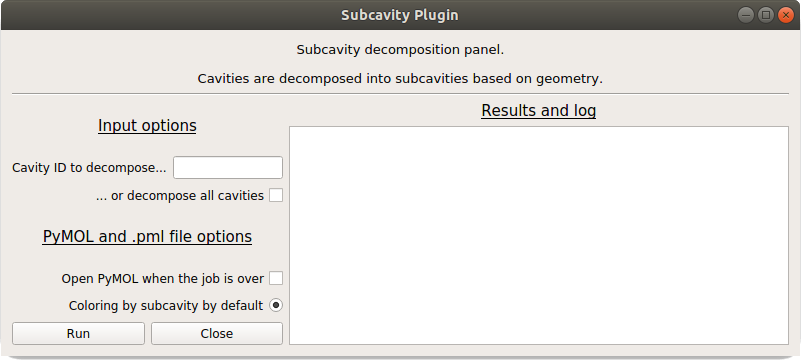 Subcavity Plugin
Subcavity decomposition panel.
Cavities are decomposed into subcavities based on geometry.
Input options
Cavity ID to decompose...
... or decompose all cavities
PyMOL and .pml file options
Open PyMOL when the job is over
Coloring by subcavity by default
Run
Close
Results and log